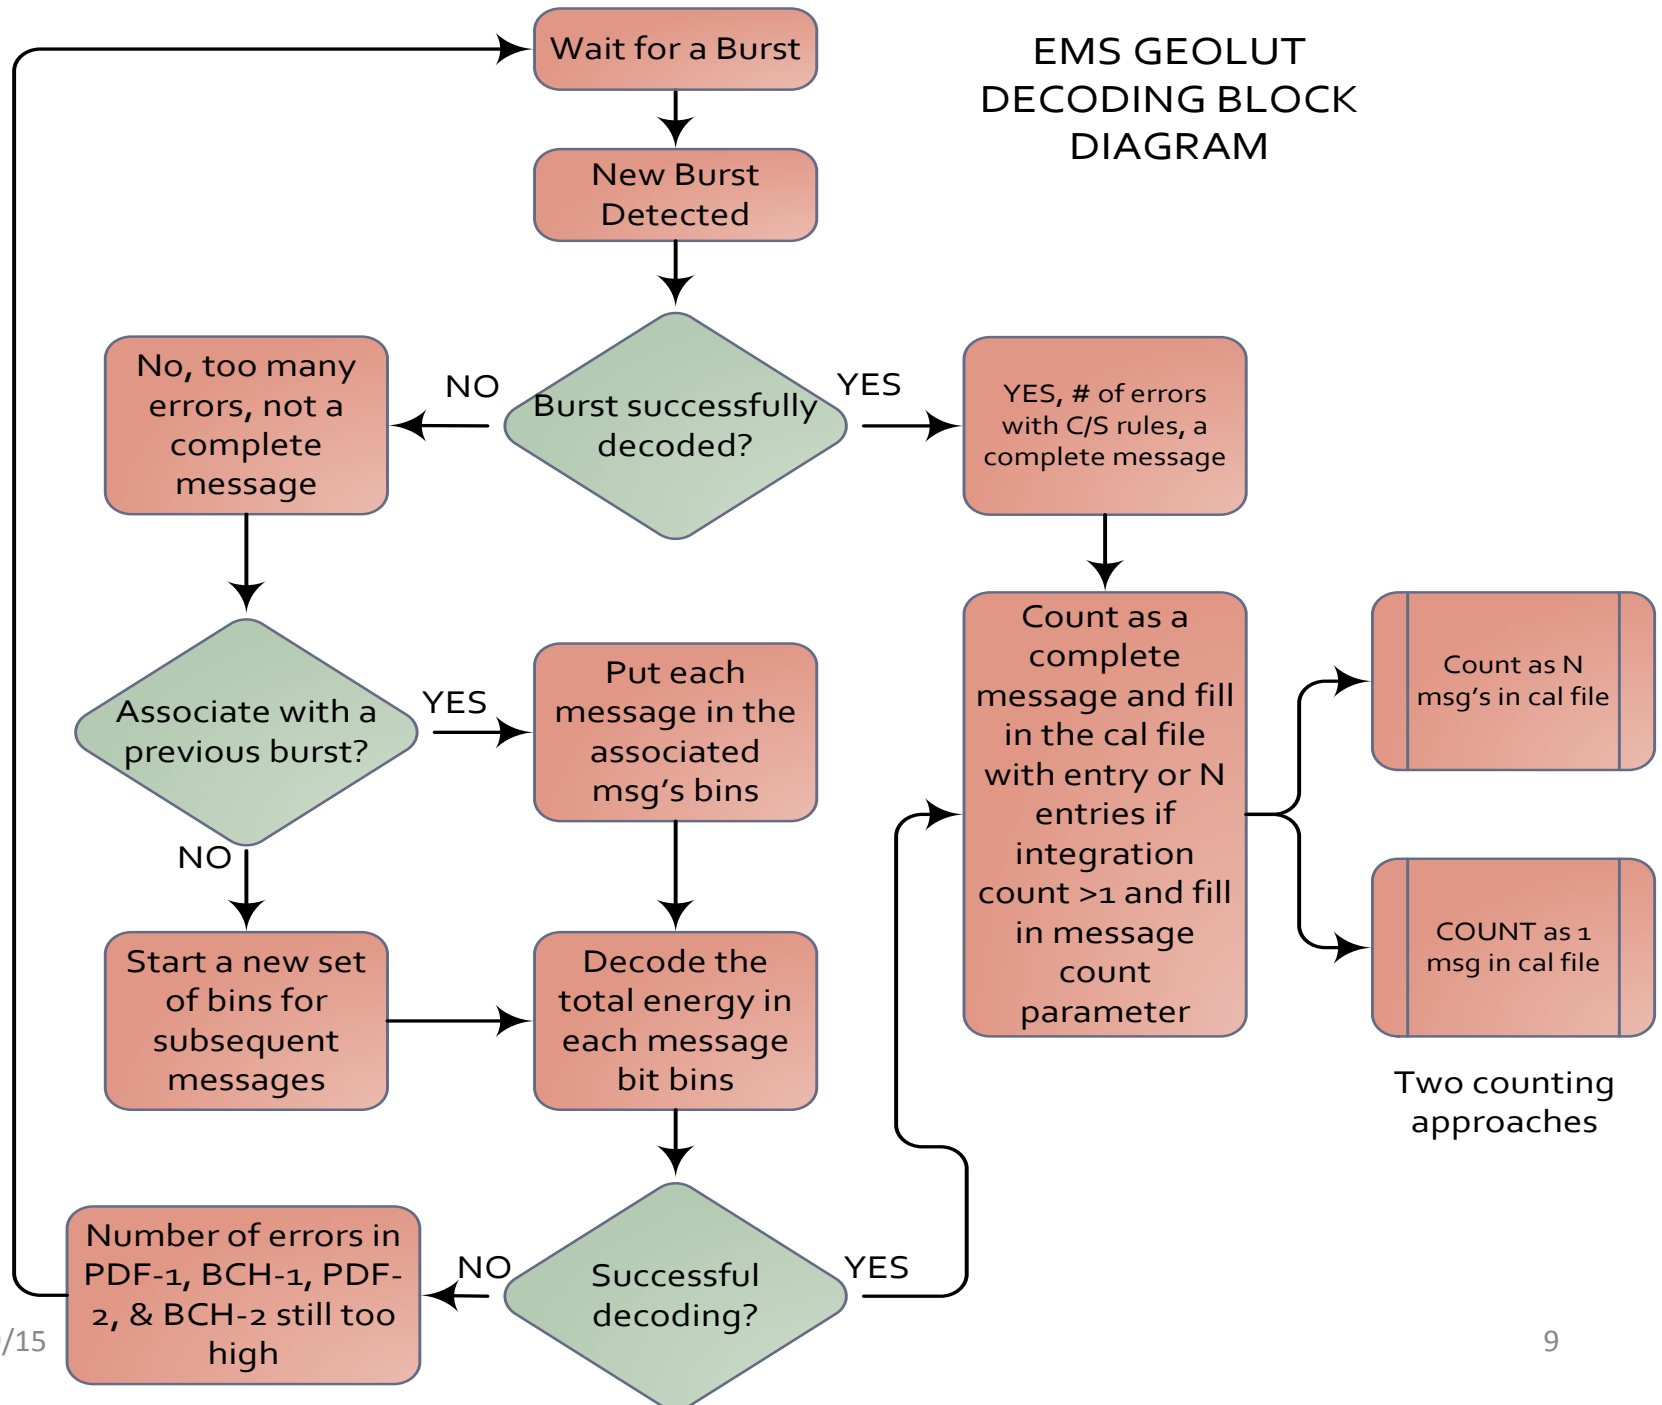 Wait for a Burst
EMS GEOLUT
DECODING BLOCK
DIAGRAM
New Burst
Detected
Burst successfully
decoded?
NO
YES
No, too many
errors, not a
complete
message
YES, # of errors
with C/S rules, a
complete message
Associate with a
previous burst?
YES
NO
Put each
message in the
associated
msg's bins
Count as a
complete
message and fill
in the cal file
with entry or N
entries if
integration
count >1 and fill
in message
count
parameter
Count as N
msg's in cal file
COUNT as 1
msg in cal file
Two counting
approaches
Start a new set
of bins for
subsequent
messages
Decode the
total energy in
each message
bit bins
Successful
decoding?
NO
YES
Number of errors in
PDF-1, BCH-1, PDF-
2, & BCH-2 still too
high
/15
9